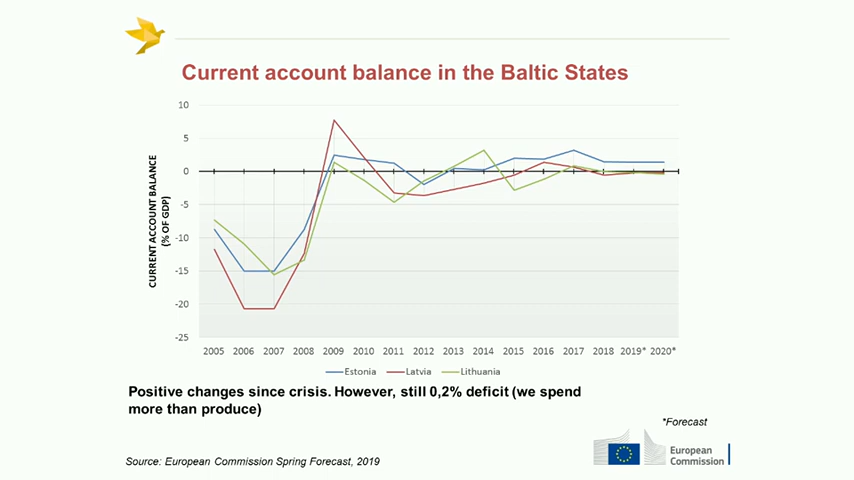 Current account balance in the Baltic States
CURRENT ACCOUNT BALANCE
(% OF GDP)
10
5
0
-5
-10
-15
-20
-25
2005 2006 2007 2008 2009 2010 2011 2012 2013 2014 2015 2016 2017 2018 2019* 2020*
Estonia Latvia Lithuania
Positive changes since crisis. However, still 0,2% deficit (we spend
more than produce)
*Forecast
Source: European Commission Spring Forecast, 2019
European
Commission